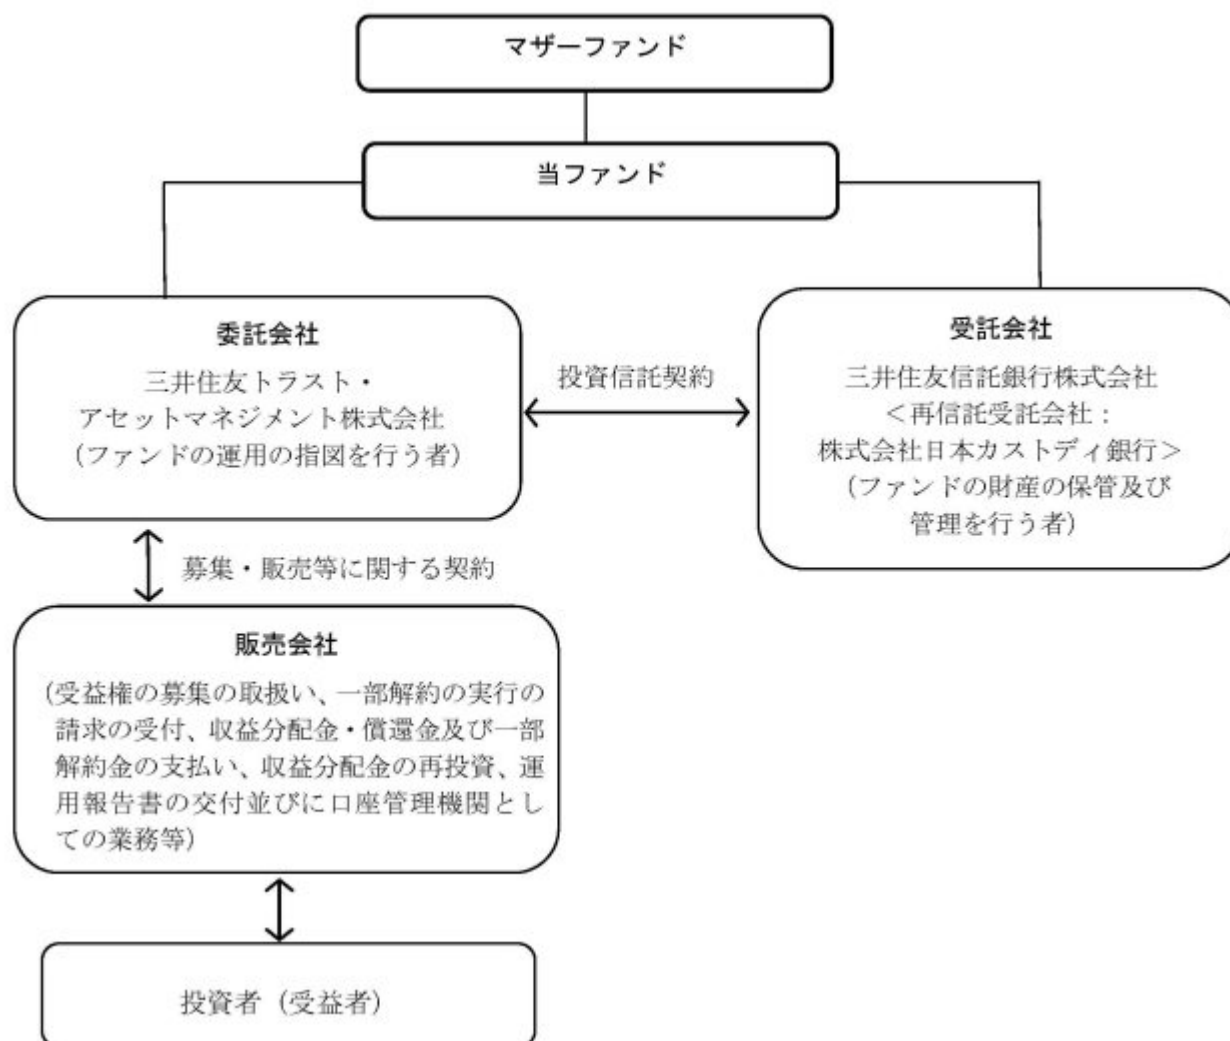 マザーファンド
当ファンド
委託会社
三井住友トラスト・
アセットマネジメント株式会社
（ファンドの運用の指図を行う者）
投資信託契約
受託会社
三井住友信託銀行株式会社
＜再信託受託会社：
株式会社日本カストディ銀行＞
（ファンドの財産の保管及び
管理を行う者）
募集・販売等に関する契約
販売会社
（受益権の募集の取扱い、一部解約の実行の
請求の受付、収益分配金・償還金及び一部
解約金の支払い、収益分配金の再投資、運
用報告書の交付並びに口座管理機関とし
ての業務等）
投資者（受益者）